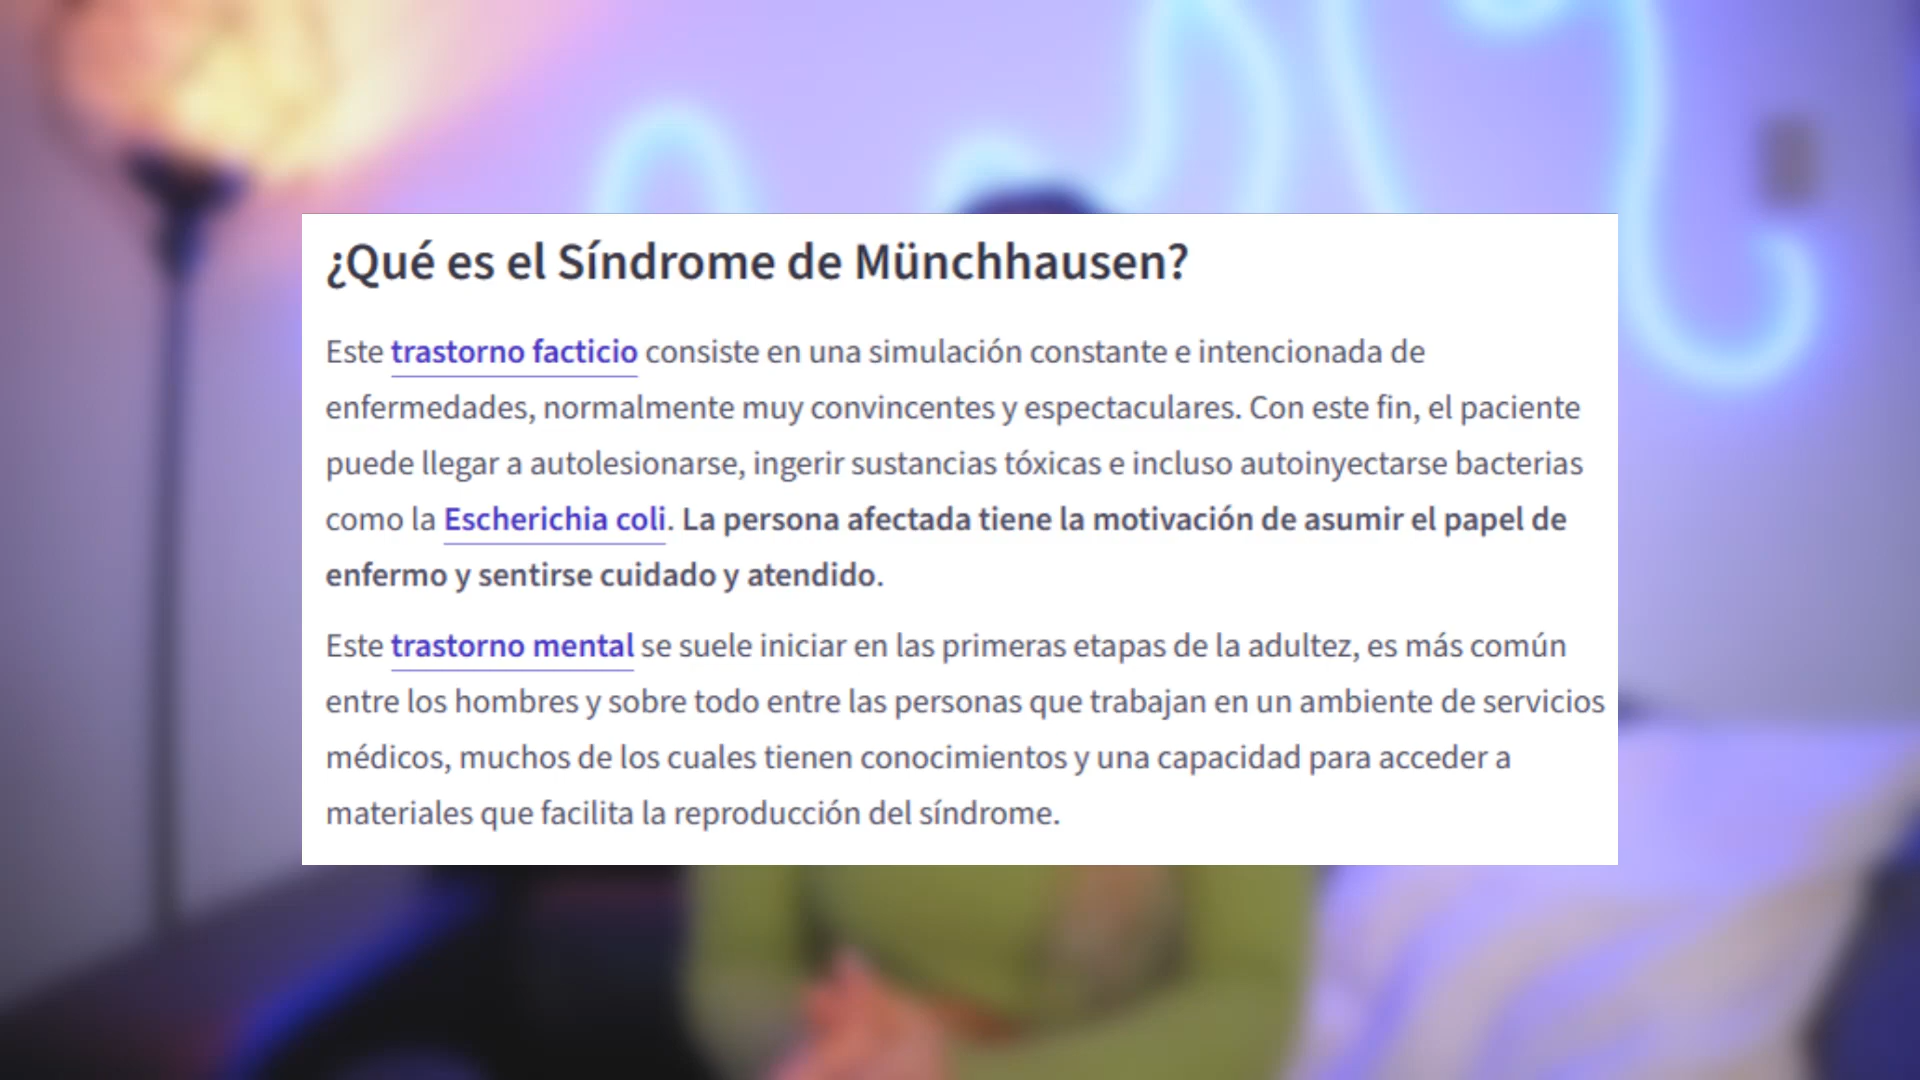 ¿Qué es el Síndrome de Münchhausen?
Este trastorno facticio consiste en una simulación constante e intencionada de
enfermedades, normalmente muy convincentes y espectaculares. Con este fin, el paciente
puede llegar a autolesionarse, ingerir sustancias tóxicas e incluso autoinyectarse bacterias
como la Escherichia coli. La persona afectada tiene la motivación de asumir el papel de
enfermo y sentirse cuidado y atendido.
Este trastorno mental se suele iniciar en las primeras etapas de la adultez, es más común
entre los hombres y sobre todo entre las personas que trabajan en un ambiente de servicios
médicos, muchos de los cuales tienen conocimientos y una capacidad para acceder a
materiales que facilita la reproducción del síndrome.